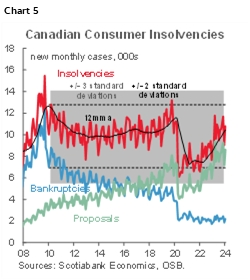 Chart 5
Canadian Consumer Insolvencies
new monthly cases, 000s
Insolvencies
+/- 3 standard deviations
+/- 2 standard deviations
12mma
Bankruptcies
Proposals
18
16
14
12
10
8
6
4
2
0
08 10 12 14 16 18 20 22 24
Sources: Scotiabank Economics, OSB.